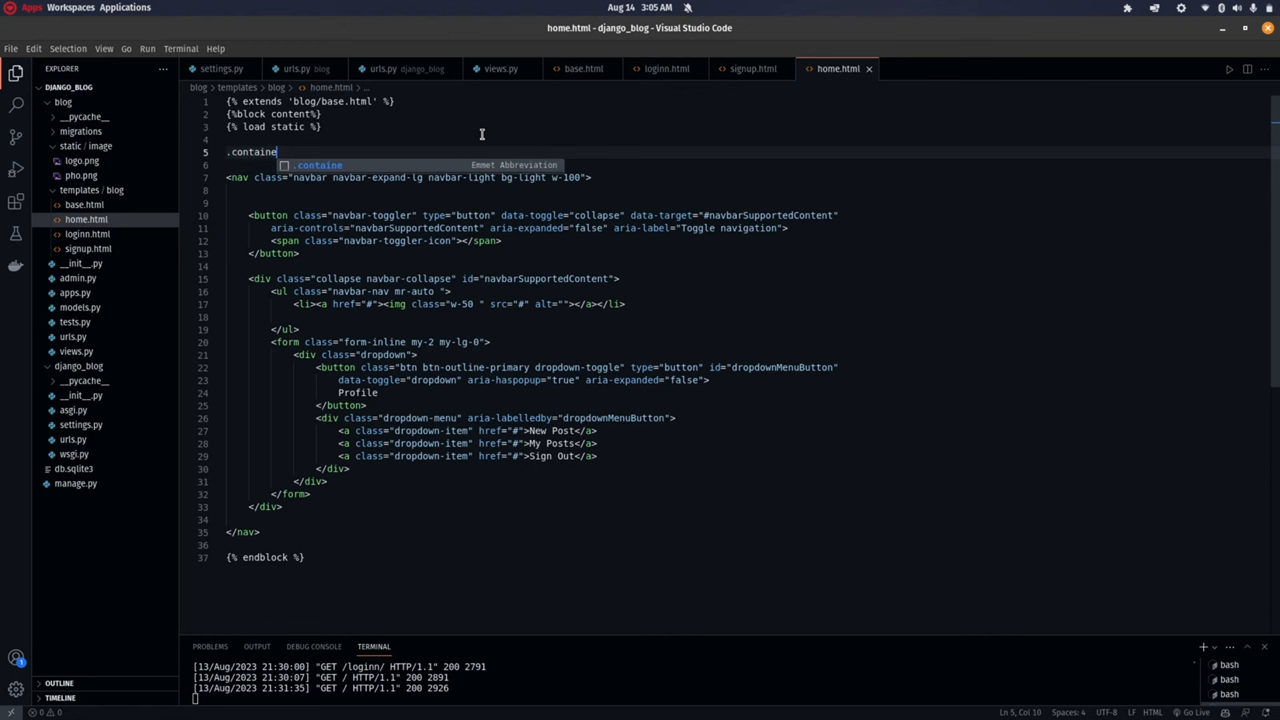 Apps Workspaces Applications
Aug 14 3:05 AM
home.html - django_blog - Visual Studio Code
File Edit Selection View Go Run Terminal Help
EXPLORER
settings.py
urls.py blog
urls.py django_blog
views.py
base.html
loginn.html
signup.html
home.html
DJANGO_BLOG
blog
__pycache__
migrations
static / image
logo.png
pho.png
templates / blog
base.html
home.html
loginn.html
signup.html
__init__.py
admin.py
apps.py
models.py
tests.py
urls.py
views.py
django_blog
__pycache__
__init__.py
asgi.py
settings.py
urls.py
wsgi.py
db.sqlite3
manage.py
OUTLINE
TIMELINE
blog > templates > blog > home.html > ...
1 {% extends 'blog/base.html' %}
2 {%block content%}
3 {% load static %}
4
5 .containe
.containe Emmet Abbreviation
6
7 <nav class="navbar navbar-expand-lg navbar-light bg-light w-100">
8
9
10 <button class="navbar-toggler" type="button" data-toggle="collapse" data-target="#navbarSupportedContent"
11 aria-controls="navbarSupportedContent" aria-expanded="false" aria-label="Toggle navigation">
12 <span class="navbar-toggler-icon"></span>
13 </button>
14
15 <div class="collapse navbar-collapse" id="navbarSupportedContent">
16 <ul class="navbar-nav mr-auto ">
17 <li><a href="#"><img class="w-50 " src="#" alt=""></a></li>
18
19 </ul>
20 <form class="form-inline my-2 my-lg-0">
21 <div class="dropdown">
22 <button class="btn btn-outline-primary dropdown-toggle" type="button" id="dropdownMenuButton"
23 data-toggle="dropdown" aria-haspopup="true" aria-expanded="false">
24 Profile
25 </button>
26 <div class="dropdown-menu" aria-labelledby="dropdownMenuButton">
27 <a class="dropdown-item" href="#">New Post</a>
28 <a class="dropdown-item" href="#">My Posts</a>
29 <a class="dropdown-item" href="#">Sign Out</a>
30 </div>
31 </div>
32 </form>
33 </div>
34
35 </nav>
36
37 {% endblock %}
PROBLEMS OUTPUT DEBUG CONSOLE TERMINAL
[13/Aug/2023 21:30:00] "GET /loginn/ HTTP/1.1" 200 2791
[13/Aug/2023 21:30:07] "GET / HTTP/1.1" 200 2891
[13/Aug/2023 21:31:35] "GET / HTTP/1.1" 200 2926
bash
bash
bash
1
0 0
Ln 5, Col 10 Spaces: 4 UTF-8 LF HTML Go Live